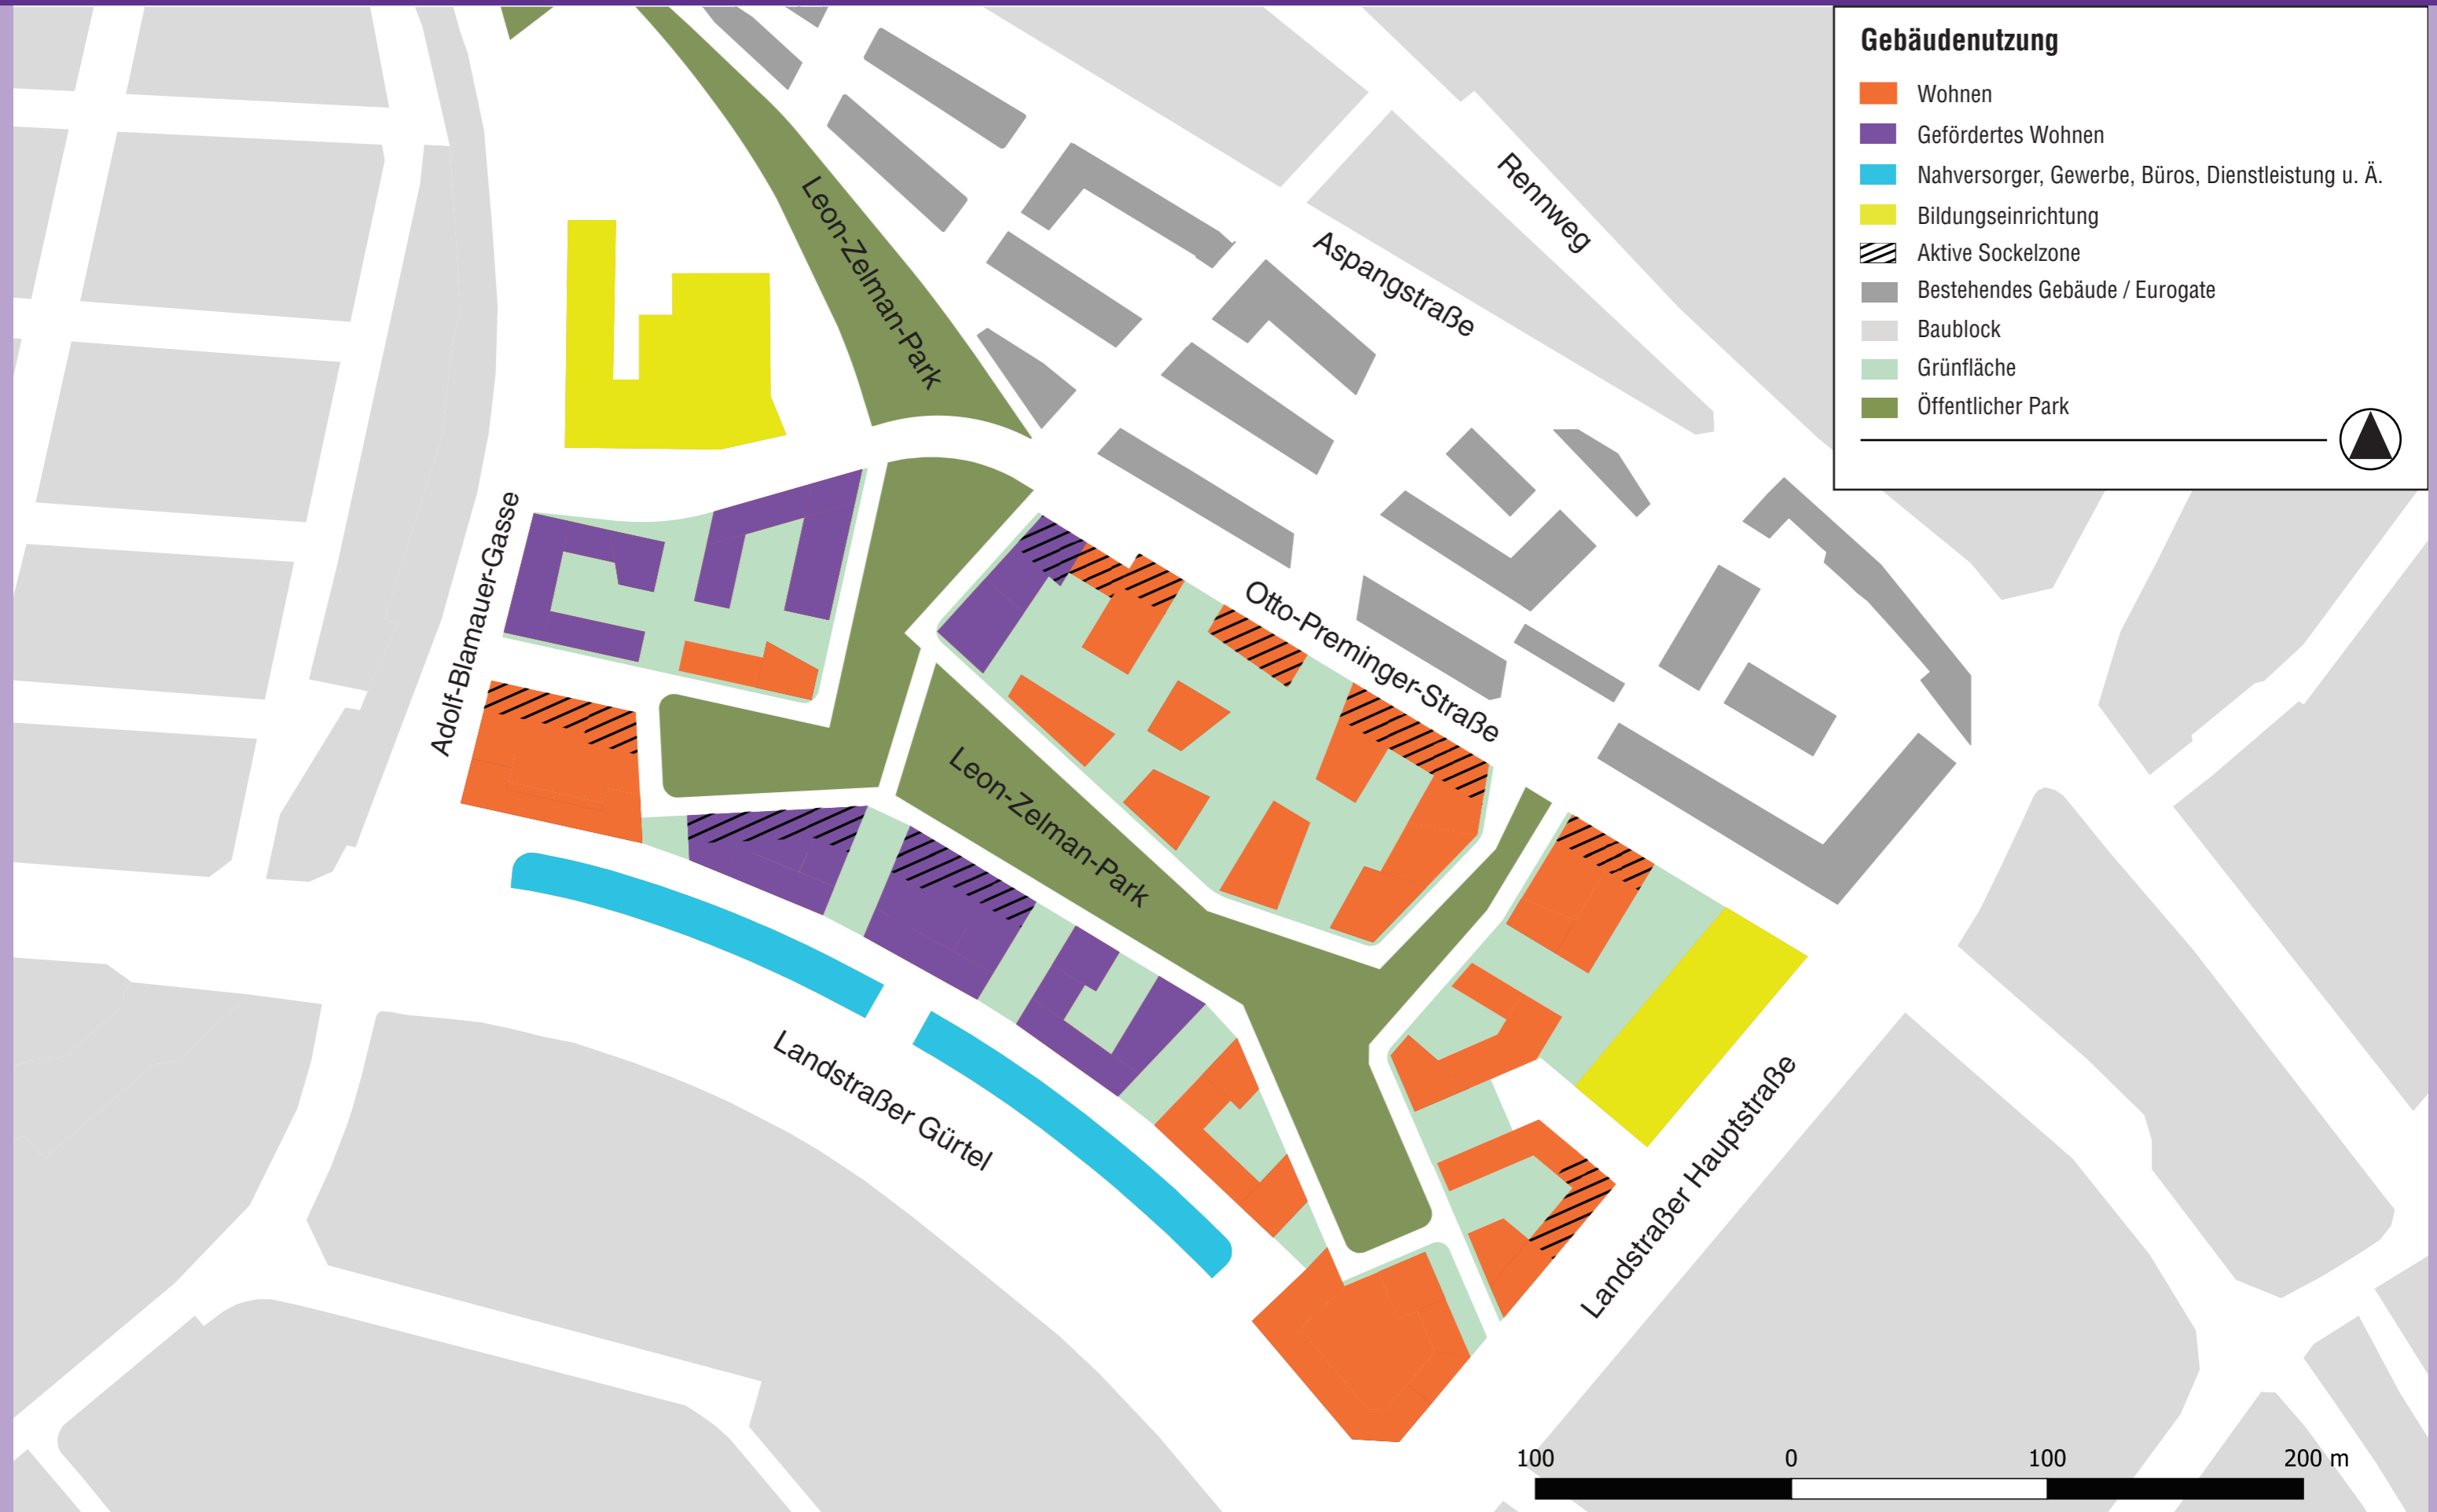 Gebäudenutzung
Wohnen
Gefördertes Wohnen
Nahversorger, Gewerbe, Büros, Dienstleistung u. Ä.
Bildungseinrichtung
Aktive Sockelzone
Bestehendes Gebäude / Eurogate
Baublock
Grünfläche
Öffentlicher Park
Rennweg
Aspangstraße
Leon-Zelman-Park
Adolf-Blamauer-Gasse
Otto-Preminger-Straße
Leon-Zelman-Park
Landstraßer Gürtel
Landstraßer Hauptstraße
100 0 100 200 m